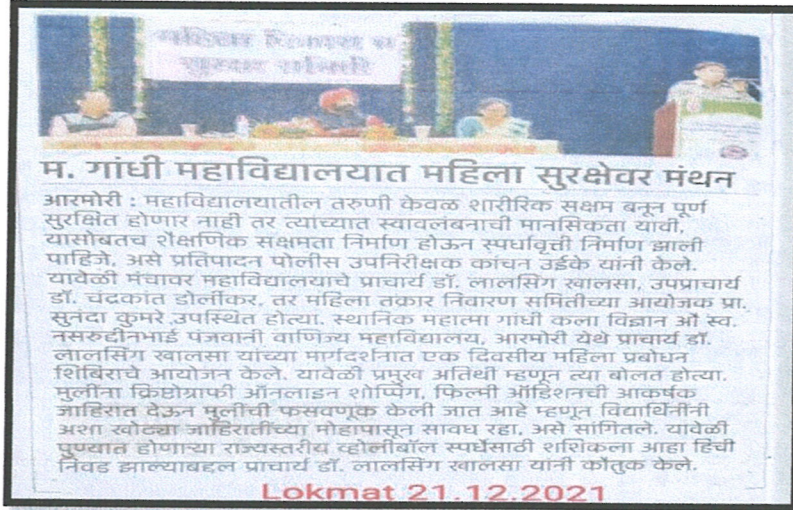 महिला
म. गांधी महाविद्यालयात महिला सुरक्षेवर मंथन
आरमोरी : महाविद्यालयातील तरुणी केवळ शारीरिक सक्षम बनून पूर्ण
सुरक्षित होणार नाही तर त्यांच्यात स्वावलंबनाची मानसिकता यावी,
यासोबतच शैक्षणिक सक्षमता निर्माण होऊन स्पर्धावृत्ती निर्माण झाली
पाहिजे, असे प्रतिपादन पोलीस उपनिरीक्षक कांचन उईके यांनी केले.
यावेळी मंचावर महाविद्यालयाचे प्राचार्य डॉ. लालसिंग खालसा, उपप्राचार्य
डॉ. चंद्रकांत डोर्लीकर, तर महिला तक्रार निवारण समितीच्या आयोजक प्रा.
सुनंदा कुमरे उपस्थित होत्या. स्थानिक महात्मा गांधी कला विज्ञान औ स्व.
नसरुद्दीनभाई पंजवानी वाणिज्य महाविद्यालय, आरमोरी येथे प्राचार्य डॉ.
लालसिंग खालसा यांच्या मार्गदर्शनात एक दिवसीय महिला प्रबोधन
शिबिराचे आयोजन केले. यावेळी प्रमुख अतिथी म्हणून त्या बोलत होत्या.
मुलींना क्रिप्टोग्राफी ऑनलाइन शोप्पिंग, फिल्मी ऑडिशनची आकर्षक
जाहिरात देऊन मुलींची फसवणूक केली जात आहे म्हणून विद्यार्थिनींनी
अशा खोट्या जाहिरातींच्या मोहापासून सावध रहा, असे सांगितले. यावेळी
पुण्यात होणाऱ्या राज्यस्तरीय व्होलीबॉल स्पर्धेसाठी शशिकला आहा हिची
निवड झाल्याबद्दल प्राचार्य डॉ. लालसिंग खालसा यांनी कौतुक केले.
Lokmat 21.12.2021